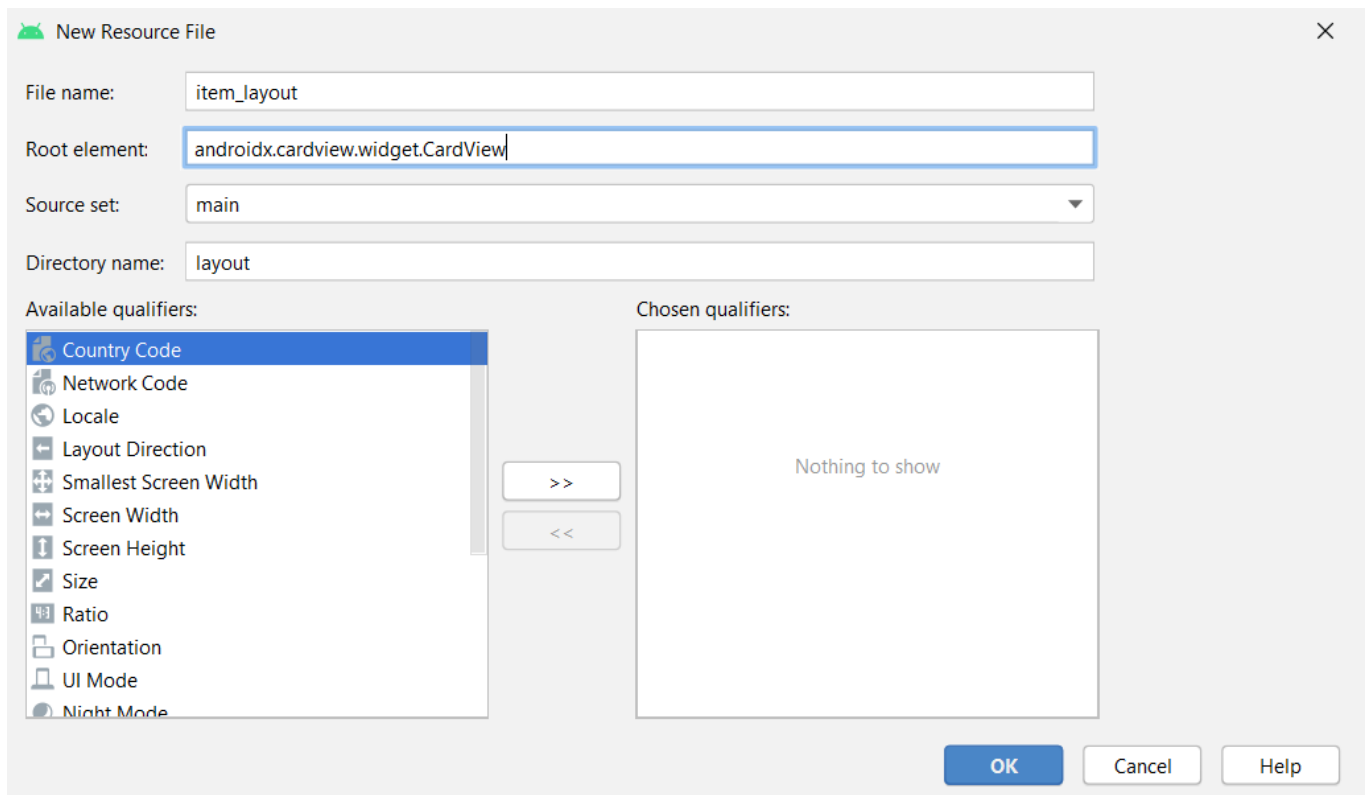 New Resource File
File name: item_layout
Root element: androidx.cardview.widget.CardView
Source set: main
Directory name: layout
Available qualifiers: Chosen qualifiers:
Country Code
Network Code
Locale
Layout Direction
Nothing to show
Smallest Screen Width
>>
Screen Width
<<
Screen Height
Size
Ratio
Orientation
UI Mode
Night Mode
OK Cancel Help